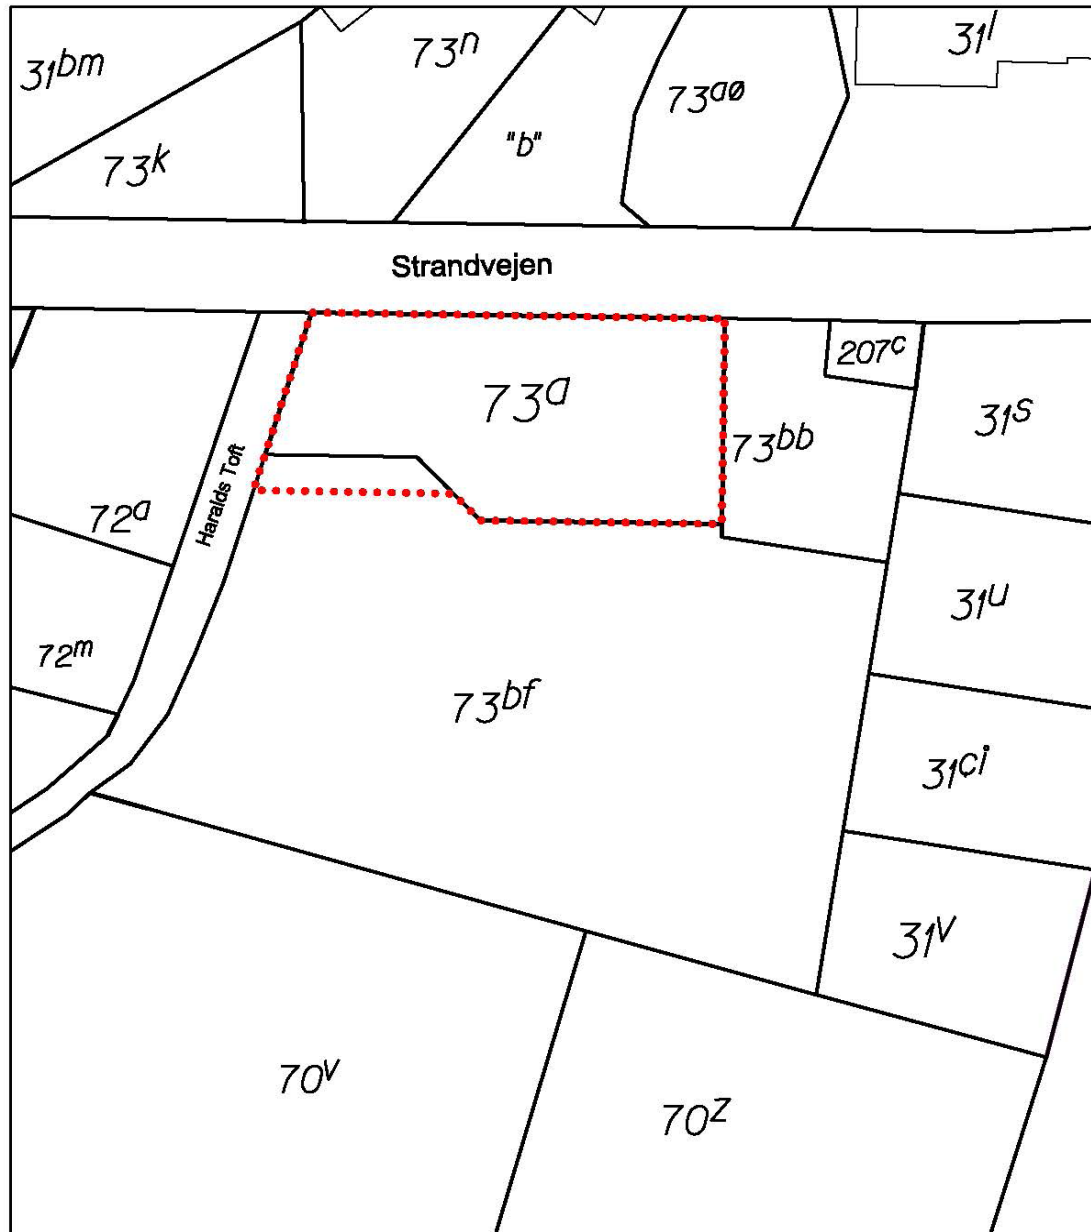 31bm
73n
31l
73aø
"b"
73k
Strandvejen
207c
73a
31s
73bb
Haralds Toft
72a
31u
72m
73bf
31çi
31v
70v
70z